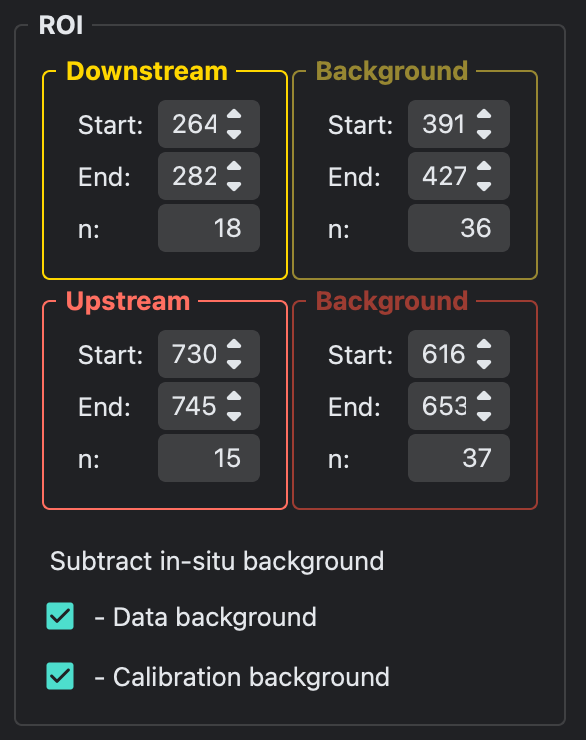 ROI
Downstream
Start: 264
End: 282
n: 18
Background
Start: 391
End: 427
n: 36
Upstream
Start: 730
End: 745
n: 15
Background
Start: 616
End: 653
n: 37
Subtract in-situ background
- Data background
- Calibration background